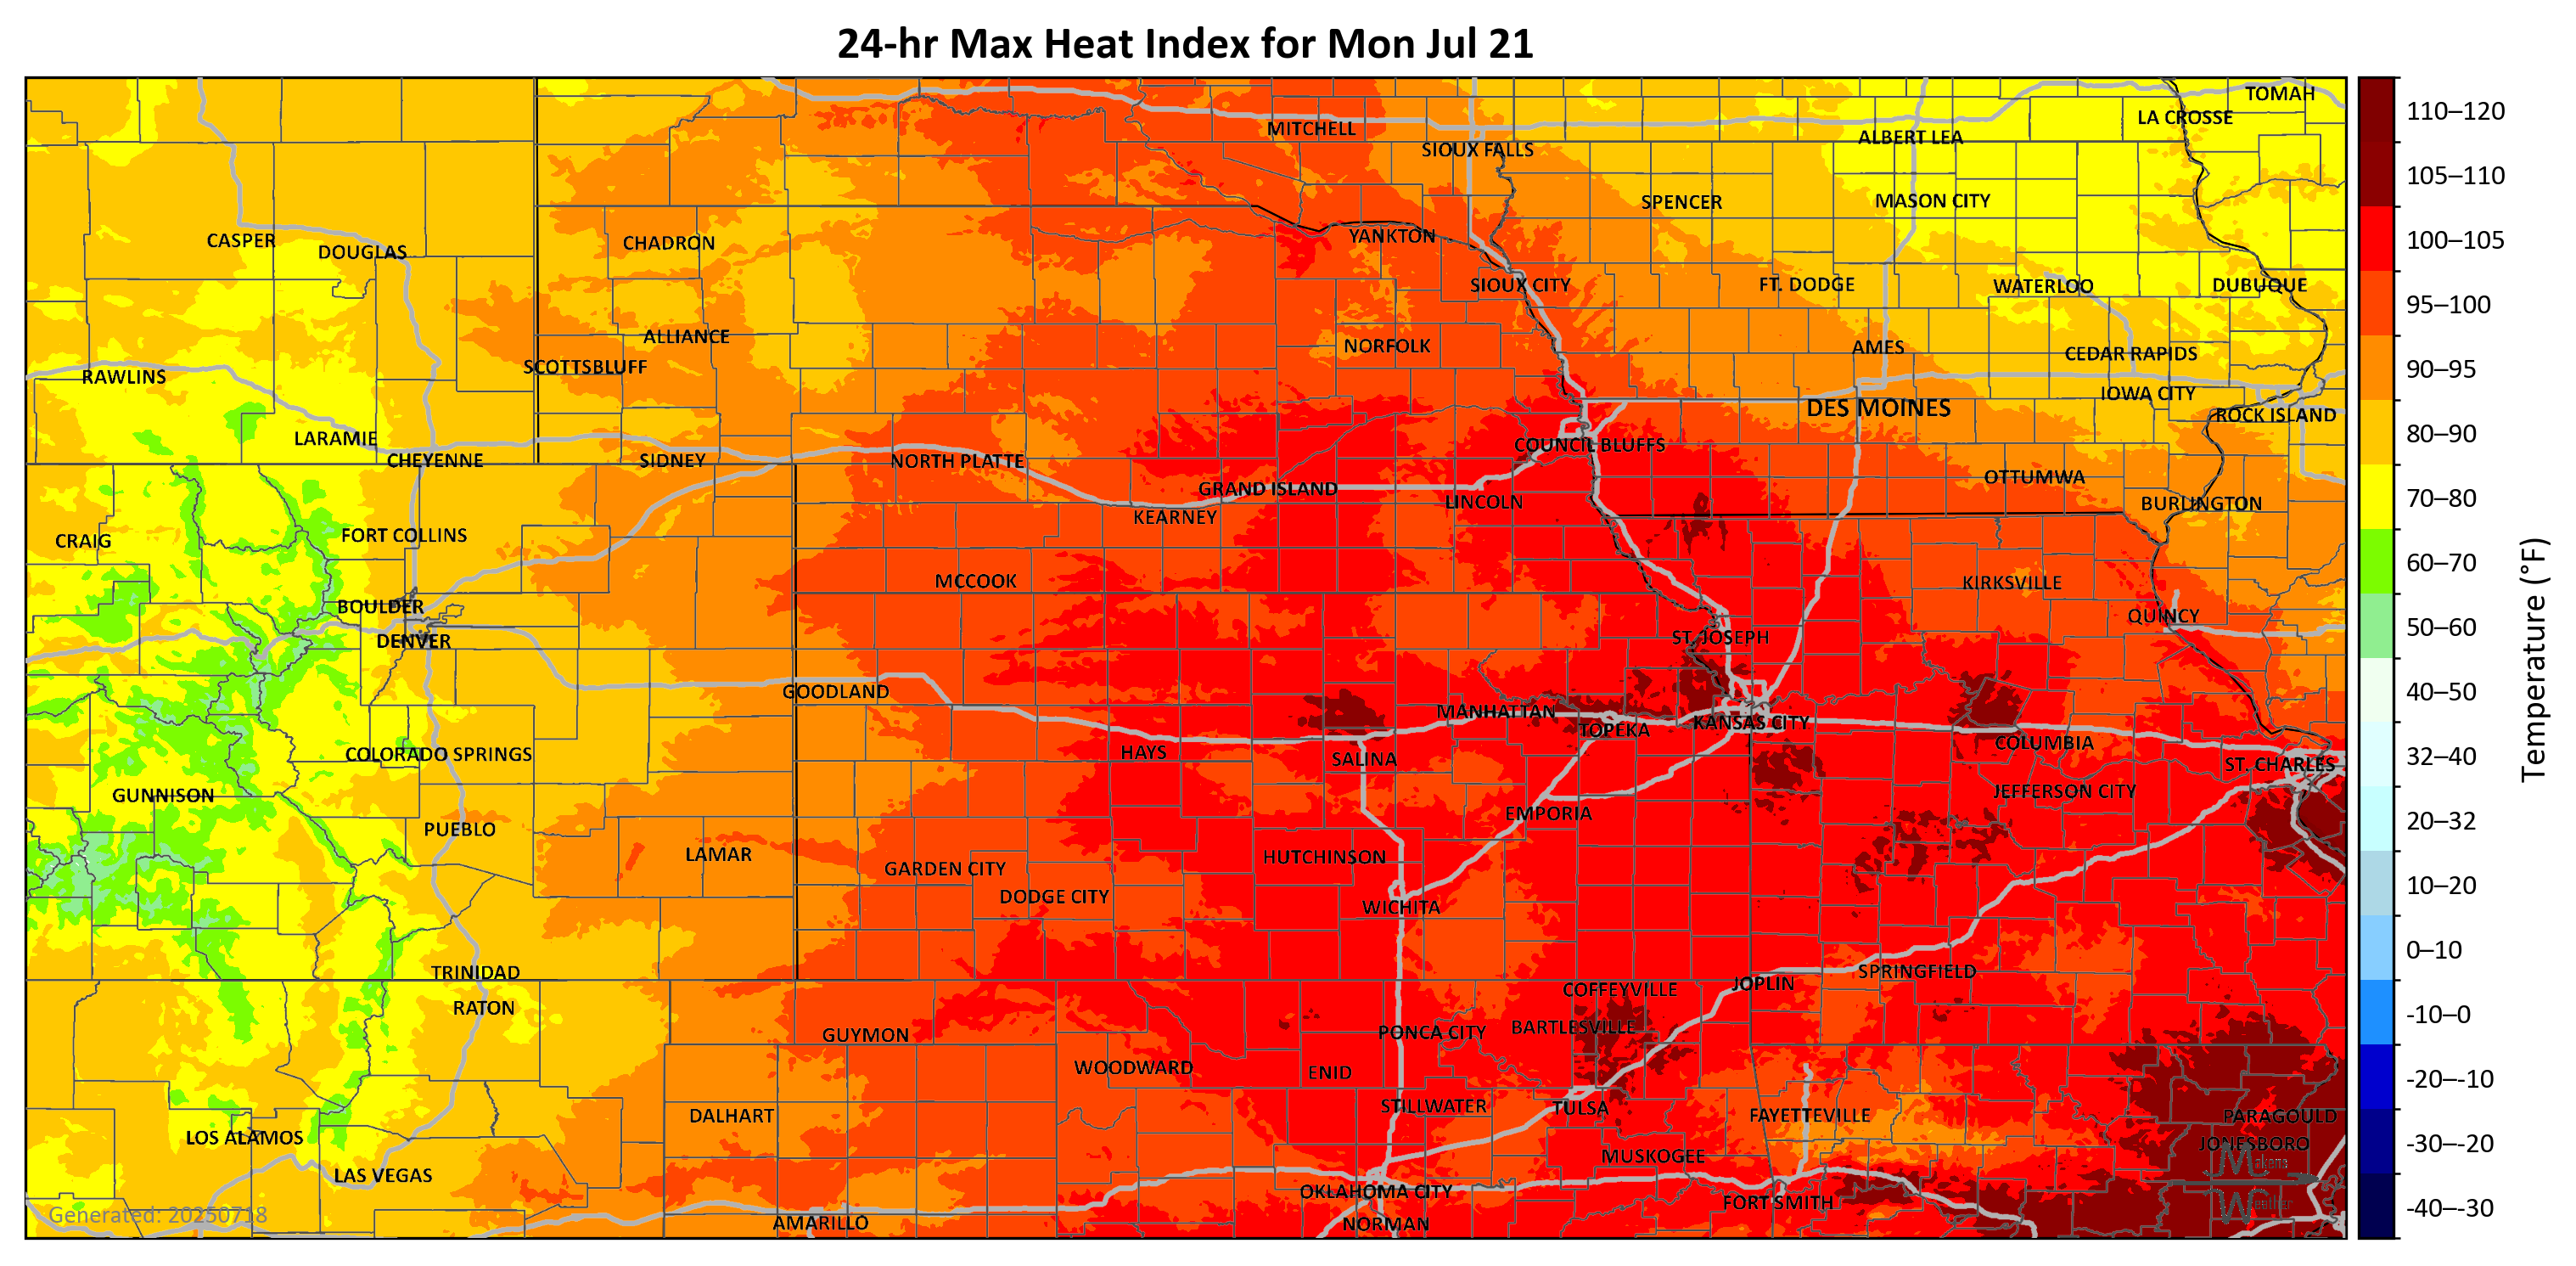 24-hr Max Heat Index for Mon Jul 21
TOMAH
110–120
LA CROSSE
MITCHELL
ALBERT LEA
SIOUX FALLS
105–110
SPENCER
MASON CITY
YANKTON
CASPER
CHADRON
100–105
DOUGLAS
SIOUX CITY
FT. DODGE
WATERLOO
DUBUQUE
95–100
ALLIANCE
NORFOLK
AMES
CEDAR RAPIDS
SCOTTSBLUFF
90–95
RAWLINS
IOWA CITY
DES MOINES
ROCK ISLAND
LARAMIE
COUNCIL BLUFFS
80–90
CHEYENNE
SIDNEY
NORTH PLATTE
OTTUMWA
GRAND ISLAND
LINCOLN
BURLINGTON
70–80
KEARNEY
CRAIG
FORT COLLINS
60–70
MCCOOK
KIRKSVILLE
BOULDER
QUINCY
50–60
DENVER
ST. JOSEPH
Temperature (°F)
GOODLAND
40–50
MANHATTAN
TOPEKA
KANSAS CITY
COLORADO SPRINGS
HAYS
SALINA
COLUMBIA
32–40
ST. CHARLES
GUNNISON
JEFFERSON CITY
EMPORIA
20–32
PUEBLO
LAMAR
HUTCHINSON
GARDEN CITY
10–20
DODGE CITY
WICHITA
0–10
TRINIDAD
SPRINGFIELD
JOPLIN
COFFEYVILLE
RATON
-10–0
GUYMON
PONCA CITY
BARTLESVILLE
WOODWARD
ENID
-20–-10
STILLWATER
TULSA
DALHART
FAYETTEVILLE
PARAGOULD
LOS ALAMOS
JONESBORO
-30–-20
MUSKOGEE
Makens
LAS VEGAS
OKLAHOMA CITY
FORT SMITH
Weather
-40–-30
Generated: 20250718
AMARILLO
NORMAN